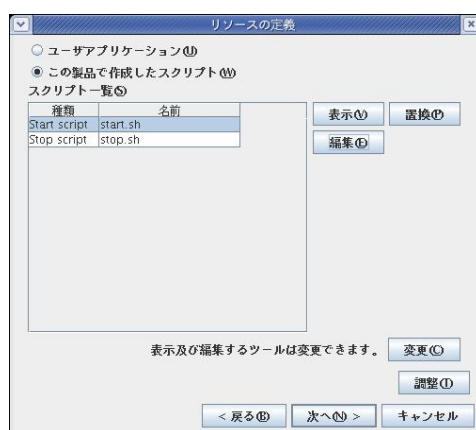 リソースの定義
ユーザアプリケーション(U)
この製品で作成したスクリプト(W)
スクリプト一覧(S)
種類 名前
Start script start.sh
Stop script stop.sh
表示(V) 置換(P)
編集(E)
表示及び編集するツールは変更できます。 変更(C)
調整(T)
< 戻る(B) 次へ(N) > キャンセル